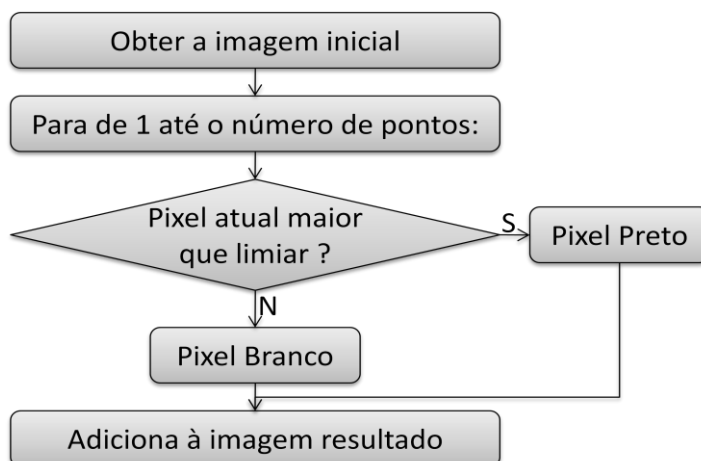 Obter a imagem inicial
Para de 1 até o número de pontos:
Pixel atual maior
que limiar ?
S
Pixel Preto
N
Pixel Branco
Adiciona à imagem resultado